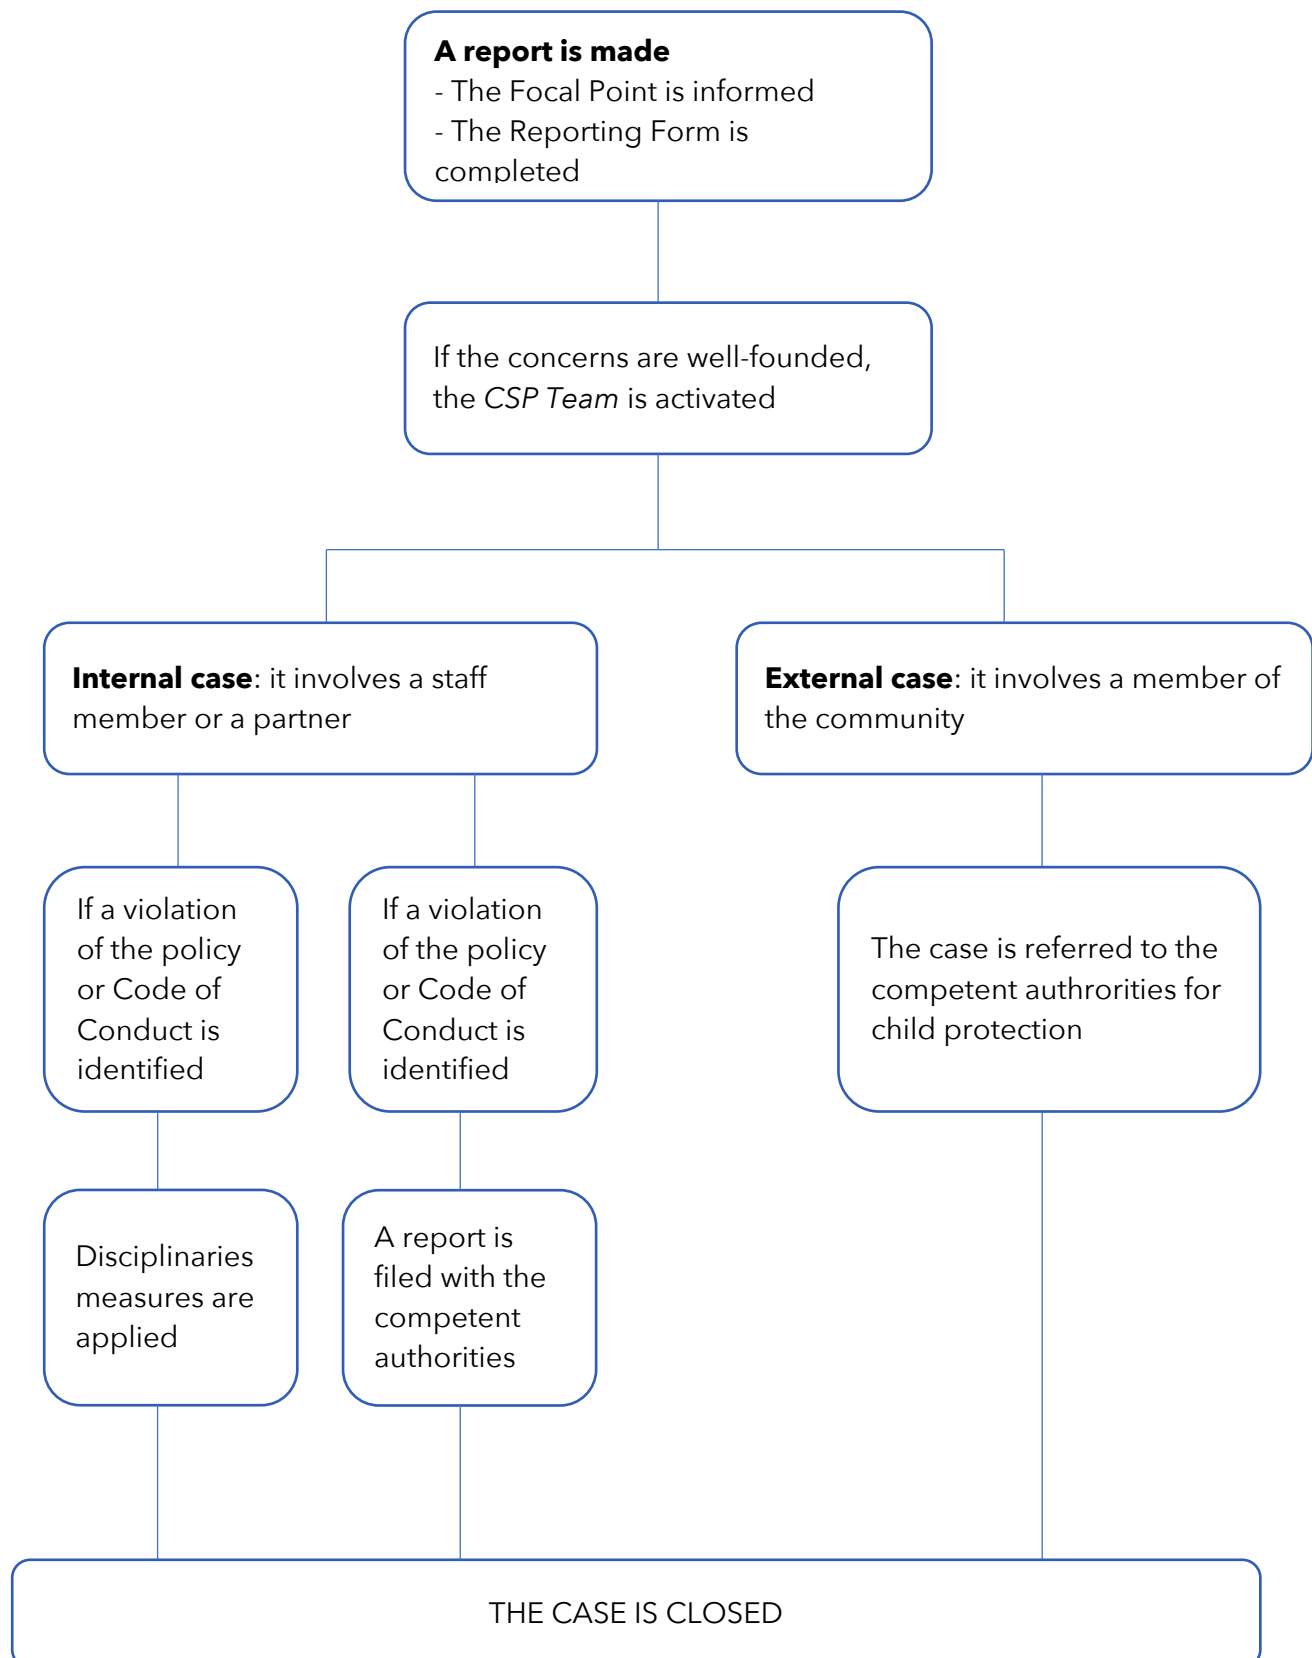 A report is made
- The Focal Point is informed
- The Reporting Form is
completed
If the concerns are well-founded,
the CSP Team is activated
Internal case: it involves a staff
member or a partner
External case: it involves a member of
the community
If a violation
of the policy
or Code of
Conduct is
identified
If a violation
of the policy
or Code of
Conduct is
identified
The case is referred to the
competent authrorities for
child protection
Disciplinaries
measures are
applied
A report is
filed with the
competent
authorities
THE CASE IS CLOSED